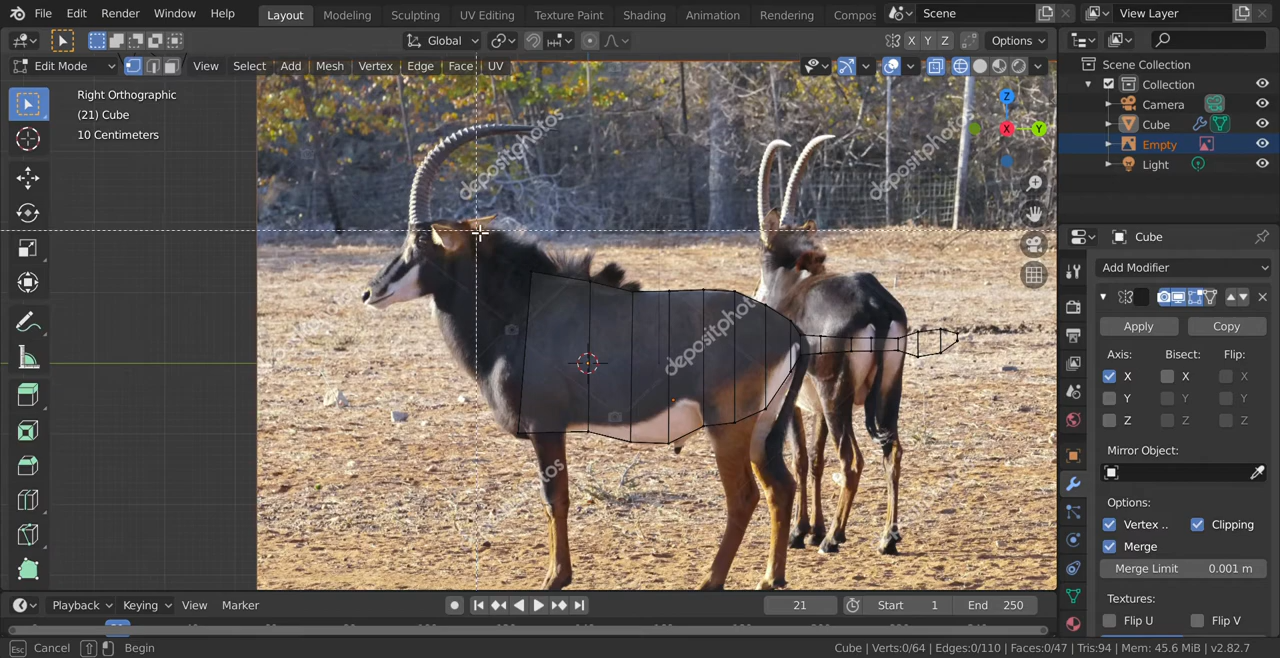 File Edit Render Window Help Layout Modeling Sculpting UV Editing Texture Paint Shading Animation Rendering Compos Scene View Layer
Global X Y Z Options
Edit Mode View Select Add Mesh Vertex Edge Face UV
Right Orthographic
(21) Cube
10 Centimeters
Z
X Y
depositphotos
depositphotos
depositphotos
depositphotos
depositphotos
depositphotos
depositphotos
Scene Collection
Collection
Camera
Cube
Empty
Light
Cube
Add Modifier
Apply Copy
Axis: Bisect: Flip:
X X X
Y Y Y
Z Z Z
Mirror Object:
Options:
Vertex .. Clipping
Merge
Merge Limit 0.001 m
Textures:
Flip U Flip V
Playback Keying View Marker 21 Start 1 End 250
Esc Cancel Begin Cube | Verts:0/64 | Edges:0/110 | Faces:0/47 | Tris:94 | Mem: 45.6 MiB | v2.82.7